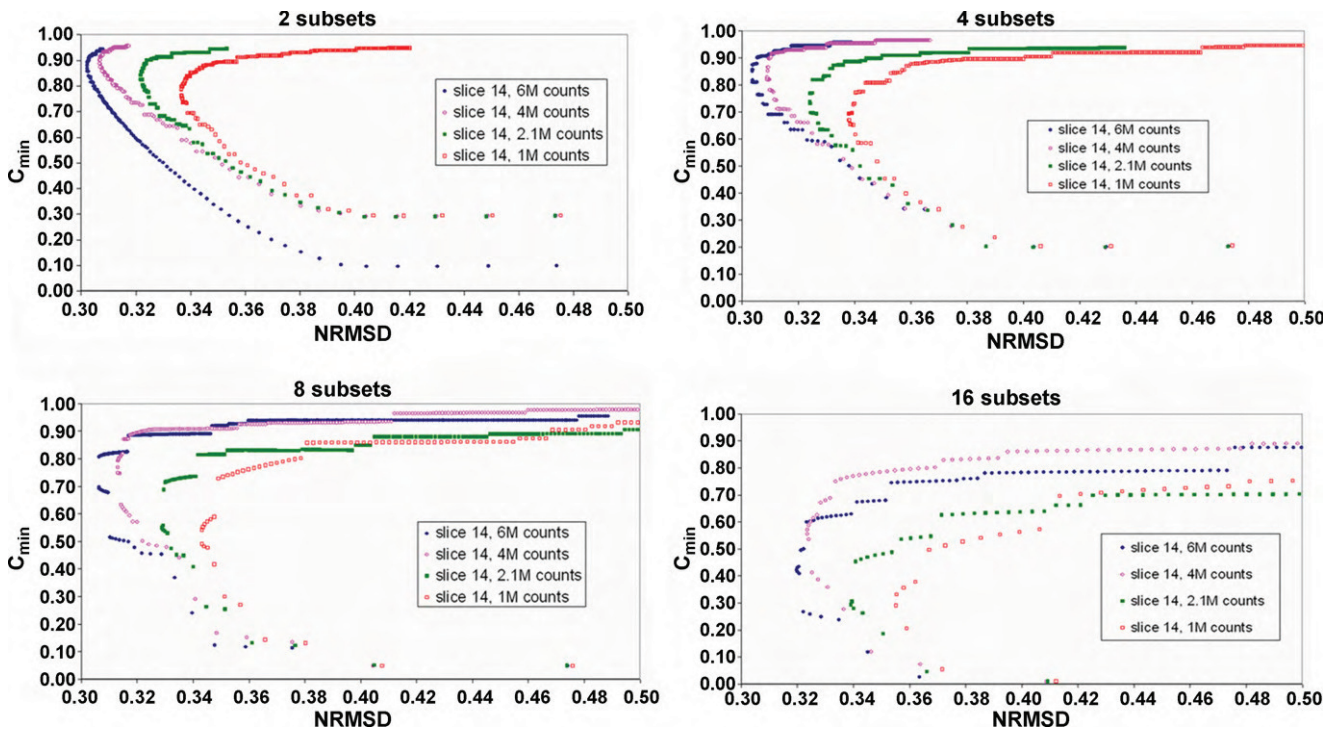 2 subsets
1.00
0.90
0.80
0.70
0.60
0.50
0.40
0.30
0.20
0.10
0.00
Cmin
slice 14, 6M counts
slice 14, 4M counts
slice 14, 2.1M counts
slice 14, 1M counts
0.30 0.32 0.34 0.36 0.38 0.40 0.42 0.44 0.46 0.48 0.50
NRMSD
4 subsets
1.00
0.90
0.80
0.70
0.60
0.50
0.40
0.30
0.20
0.10
0.00
Cmin
slice 14, 6M counts
slice 14, 4M counts
slice 14, 2.1M counts
slice 14, 1M counts
0.30 0.32 0.34 0.36 0.38 0.40 0.42 0.44 0.46 0.48 0.50
NRMSD
8 subsets
1.00
0.90
0.80
0.70
0.60
0.50
0.40
0.30
0.20
0.10
0.00
Cmin
slice 14, 6M counts
slice 14, 4M counts
slice 14, 2.1M counts
slice 14, 1M counts
0.30 0.32 0.34 0.36 0.38 0.40 0.42 0.44 0.46 0.48 0.50
NRMSD
16 subsets
1.00
0.90
0.80
0.70
0.60
0.50
0.40
0.30
0.20
0.10
0.00
Cmin
slice 14, 6M counts
slice 14, 4M counts
slice 14, 2.1M counts
slice 14, 1M counts
0.30 0.32 0.34 0.36 0.38 0.40 0.42 0.44 0.46 0.48 0.50
NRMSD